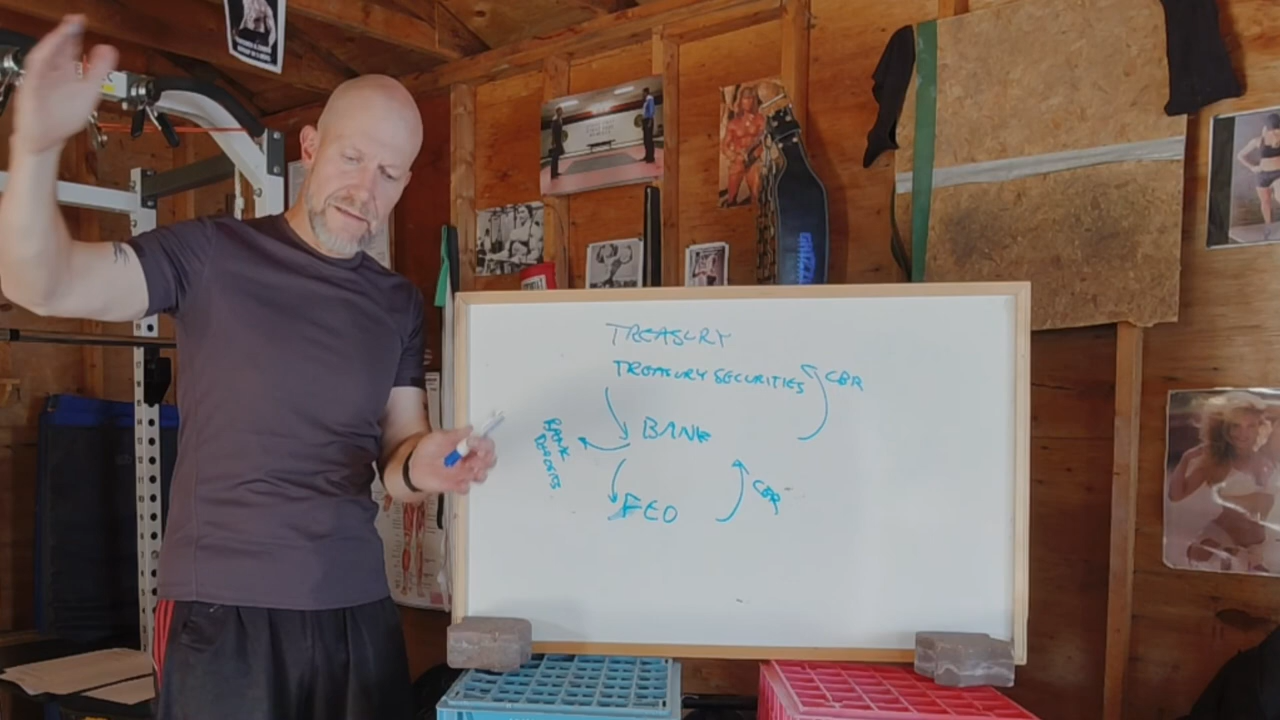 TREASURY
TREASURY SECURITIES
CBR
BANK
BANK
DEPOSITS
FED
CBR